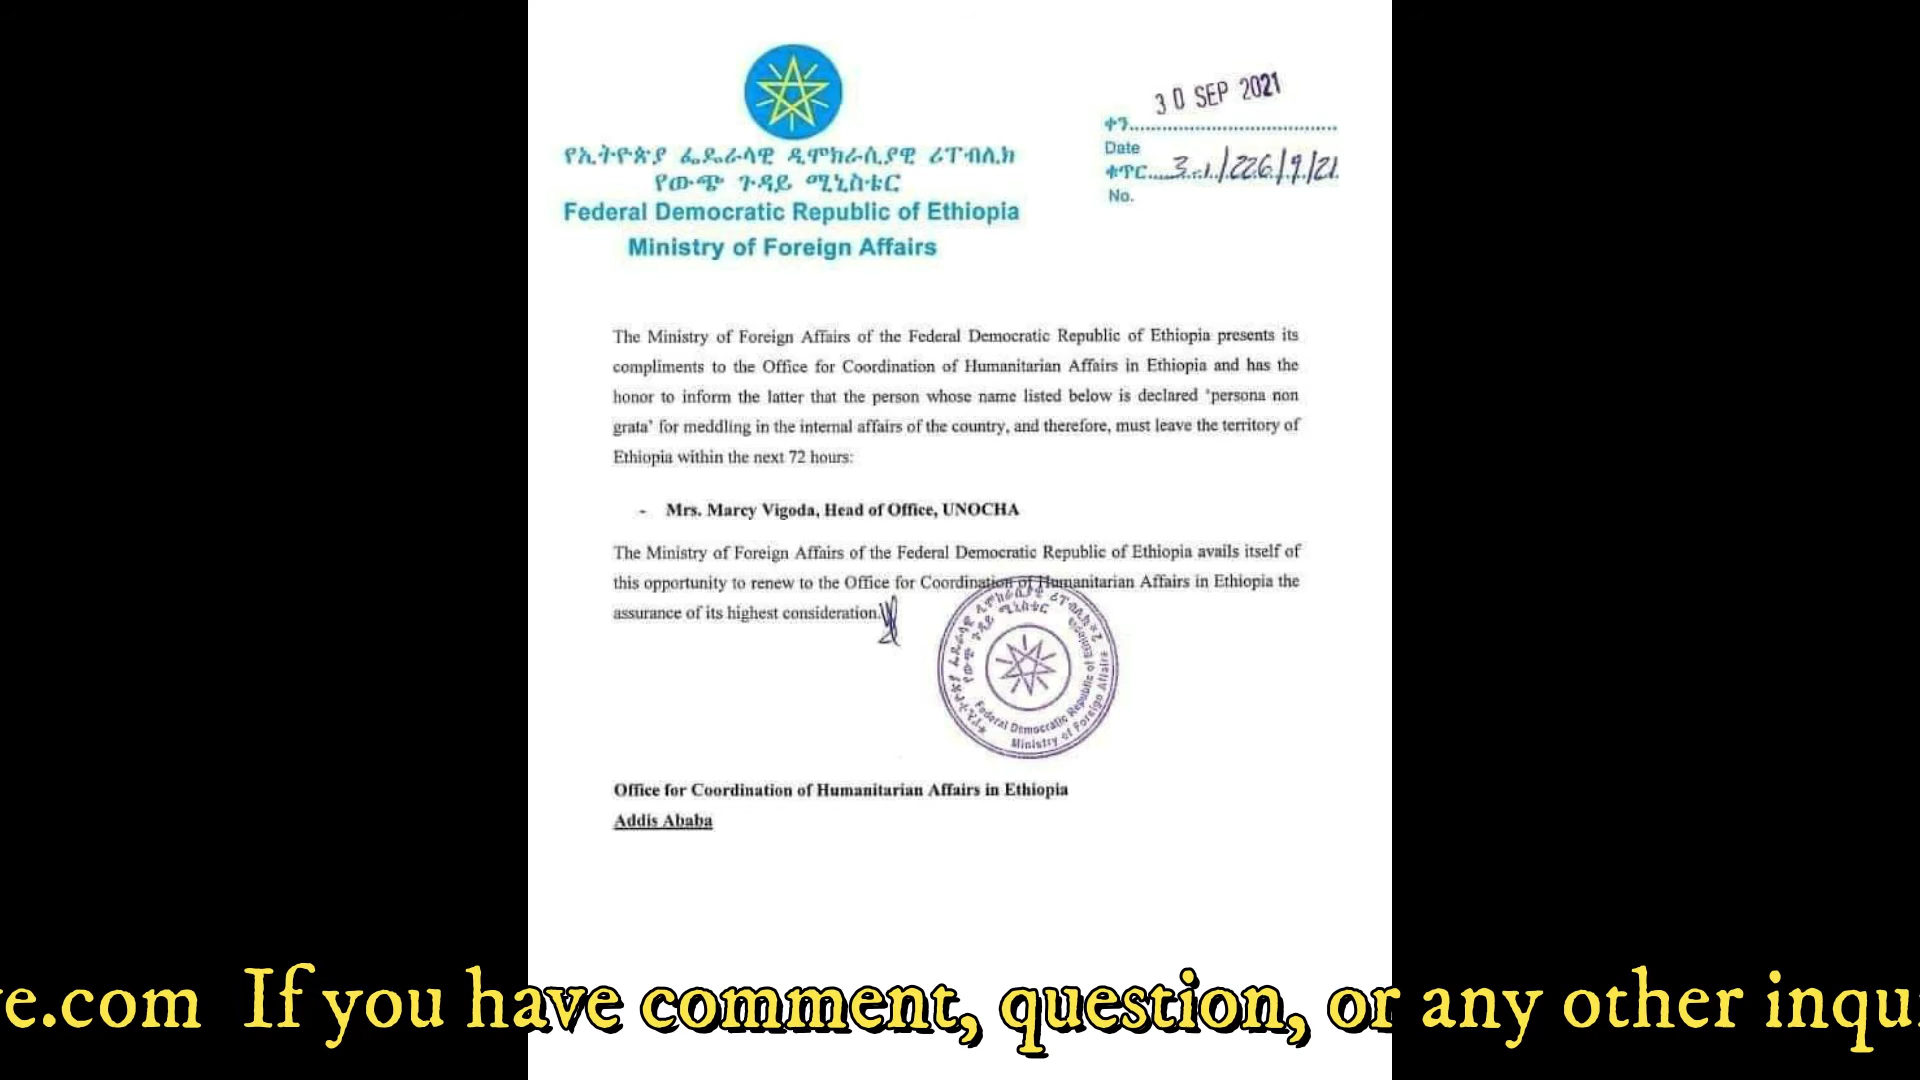 30 SEP 2021
ቀን
Date
ቁጥር 3.1/226/9/21
No.
የኢትዮጵያ ፌዴራላዊ ዲሞክራሲያዊ ሪፐብሊክ
የውጭ ጉዳይ ሚኒስቴር
Federal Democratic Republic of Ethiopia
Ministry of Foreign Affairs
The Ministry of Foreign Affairs of the Federal Democratic Republic of Ethiopia presents its
compliments to the Office for Coordination of Humanitarian Affairs in Ethiopia and has the
honor to inform the latter that the person whose name listed below is declared ‘persona non
grata’ for meddling in the internal affairs of the country, and therefore, must leave the territory of
Ethiopia within the next 72 hours:
- Mrs. Marcy Vigoda, Head of Office, UNOCHA
The Ministry of Foreign Affairs of the Federal Democratic Republic of Ethiopia avails itself of
this opportunity to renew to the Office for Coordination of Humanitarian Affairs in Ethiopia the
assurance of its highest consideration.
የኢትዮጵያ ፌዴራላዊ ዲሞክራሲያዊ ሪፐብሊክ
የውጭ ጉዳይ ሚኒስቴር
Federal Democratic Republic of Ethiopia
Ministry of Foreign Affairs
Office for Coordination of Humanitarian Affairs in Ethiopia
Addis Ababa
e.com If you have comment, question, or any other inqu